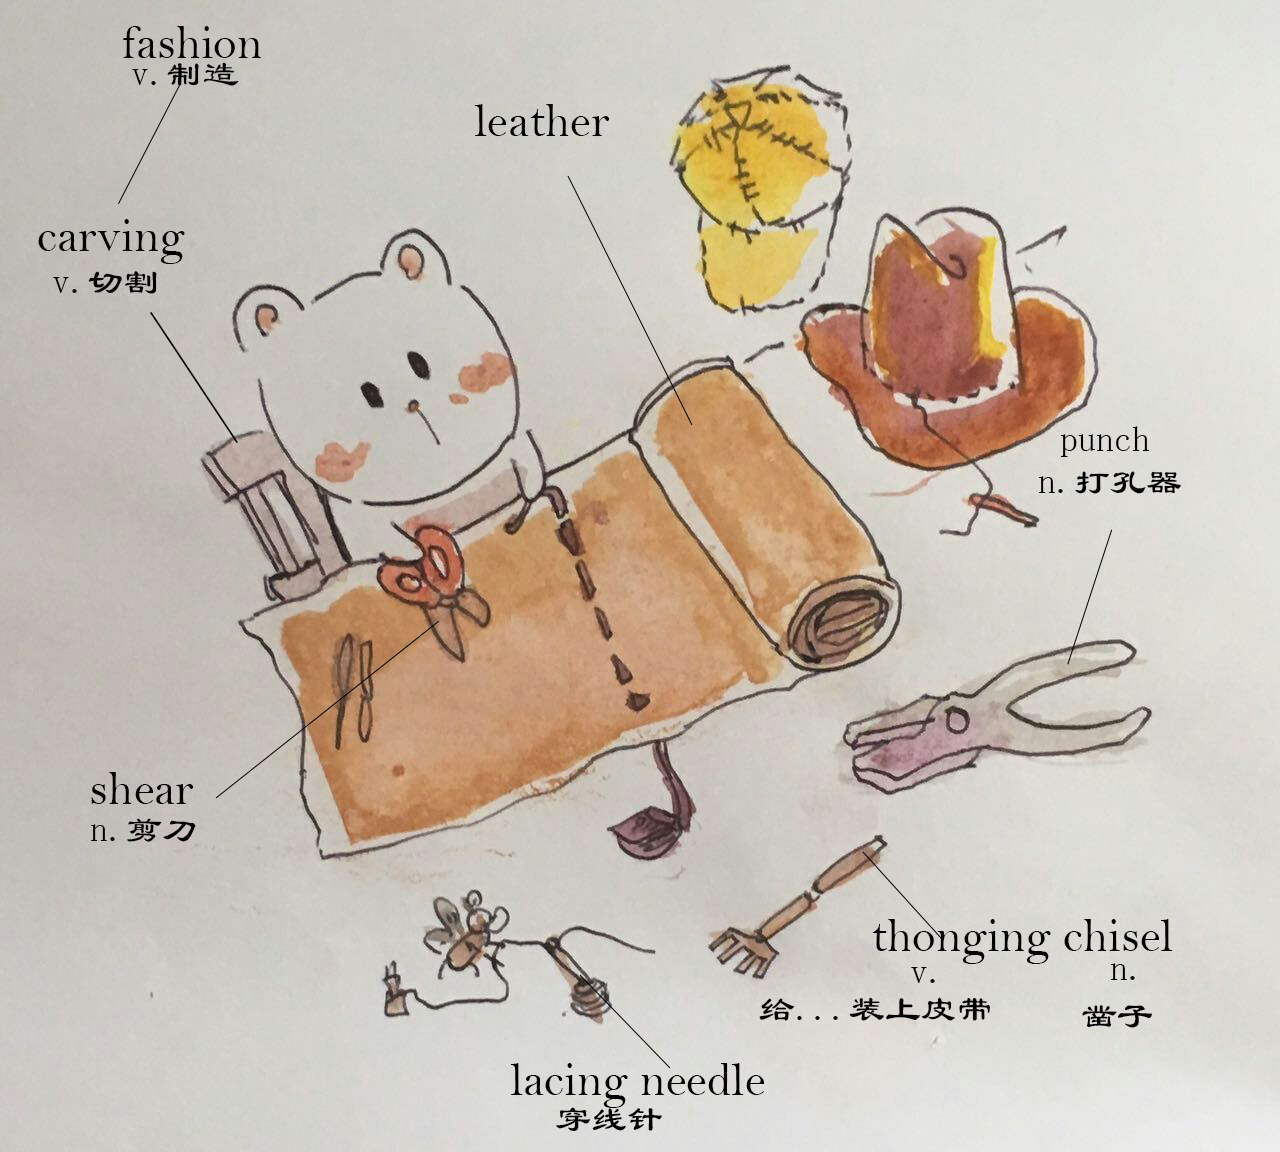 fashion
v. 制造
leather
carving
v. 切割
punch
n. 打孔器
shear
n. 剪刀
thonging chisel
v. n.
给...装上皮带 凿子
lacing needle
穿线针